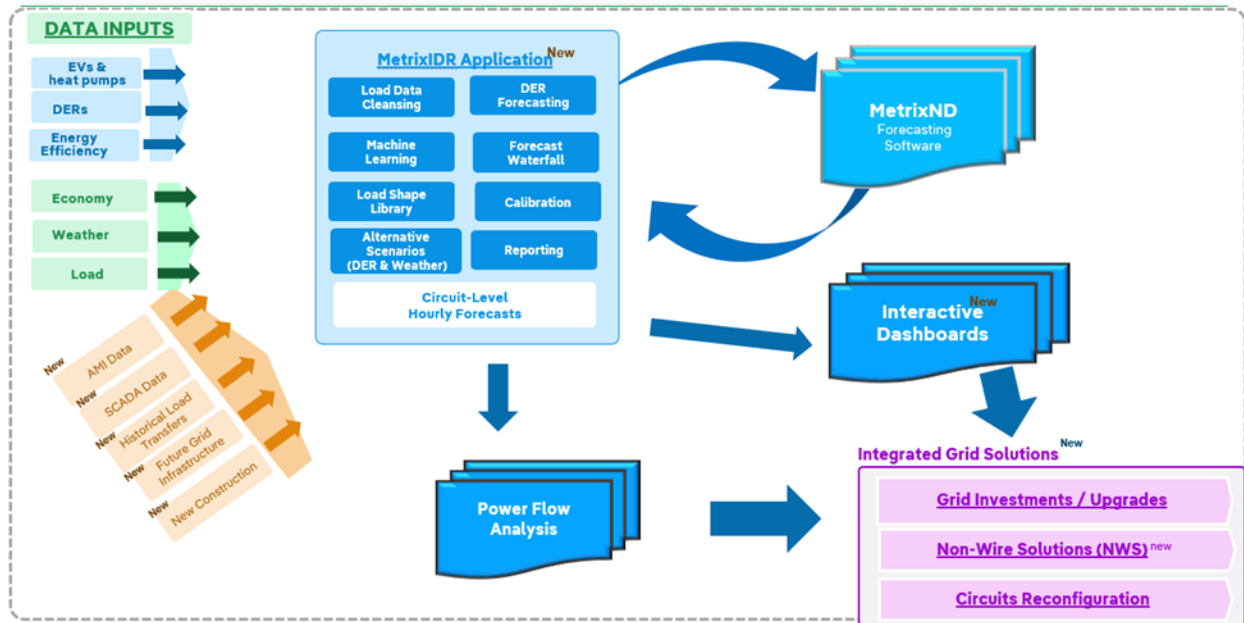 DATA INPUTS
EVs &
heat pumps
DERs
Energy
Efficiency
Economy
Weather
Load
New
AMI Data
New
SCADA Data
New
Historical Load
Transfers
New
Future Grid
Infrastructure
New
New Construction
MetrixIDR Application New
Load Data
Cleansing
DER
Forecasting
Machine
Learning
Forecast
Waterfall
Load Shape
Library
Calibration
Alternative
Scenarios
(DER & Weather)
Reporting
Circuit-Level
Hourly Forecasts
MetrixND
Forecasting
Software
New
Interactive
Dashboards
Power Flow
Analysis
Integrated Grid Solutions New
Grid Investments / Upgrades
Non-Wire Solutions (NWS) new
Circuits Reconfiguration